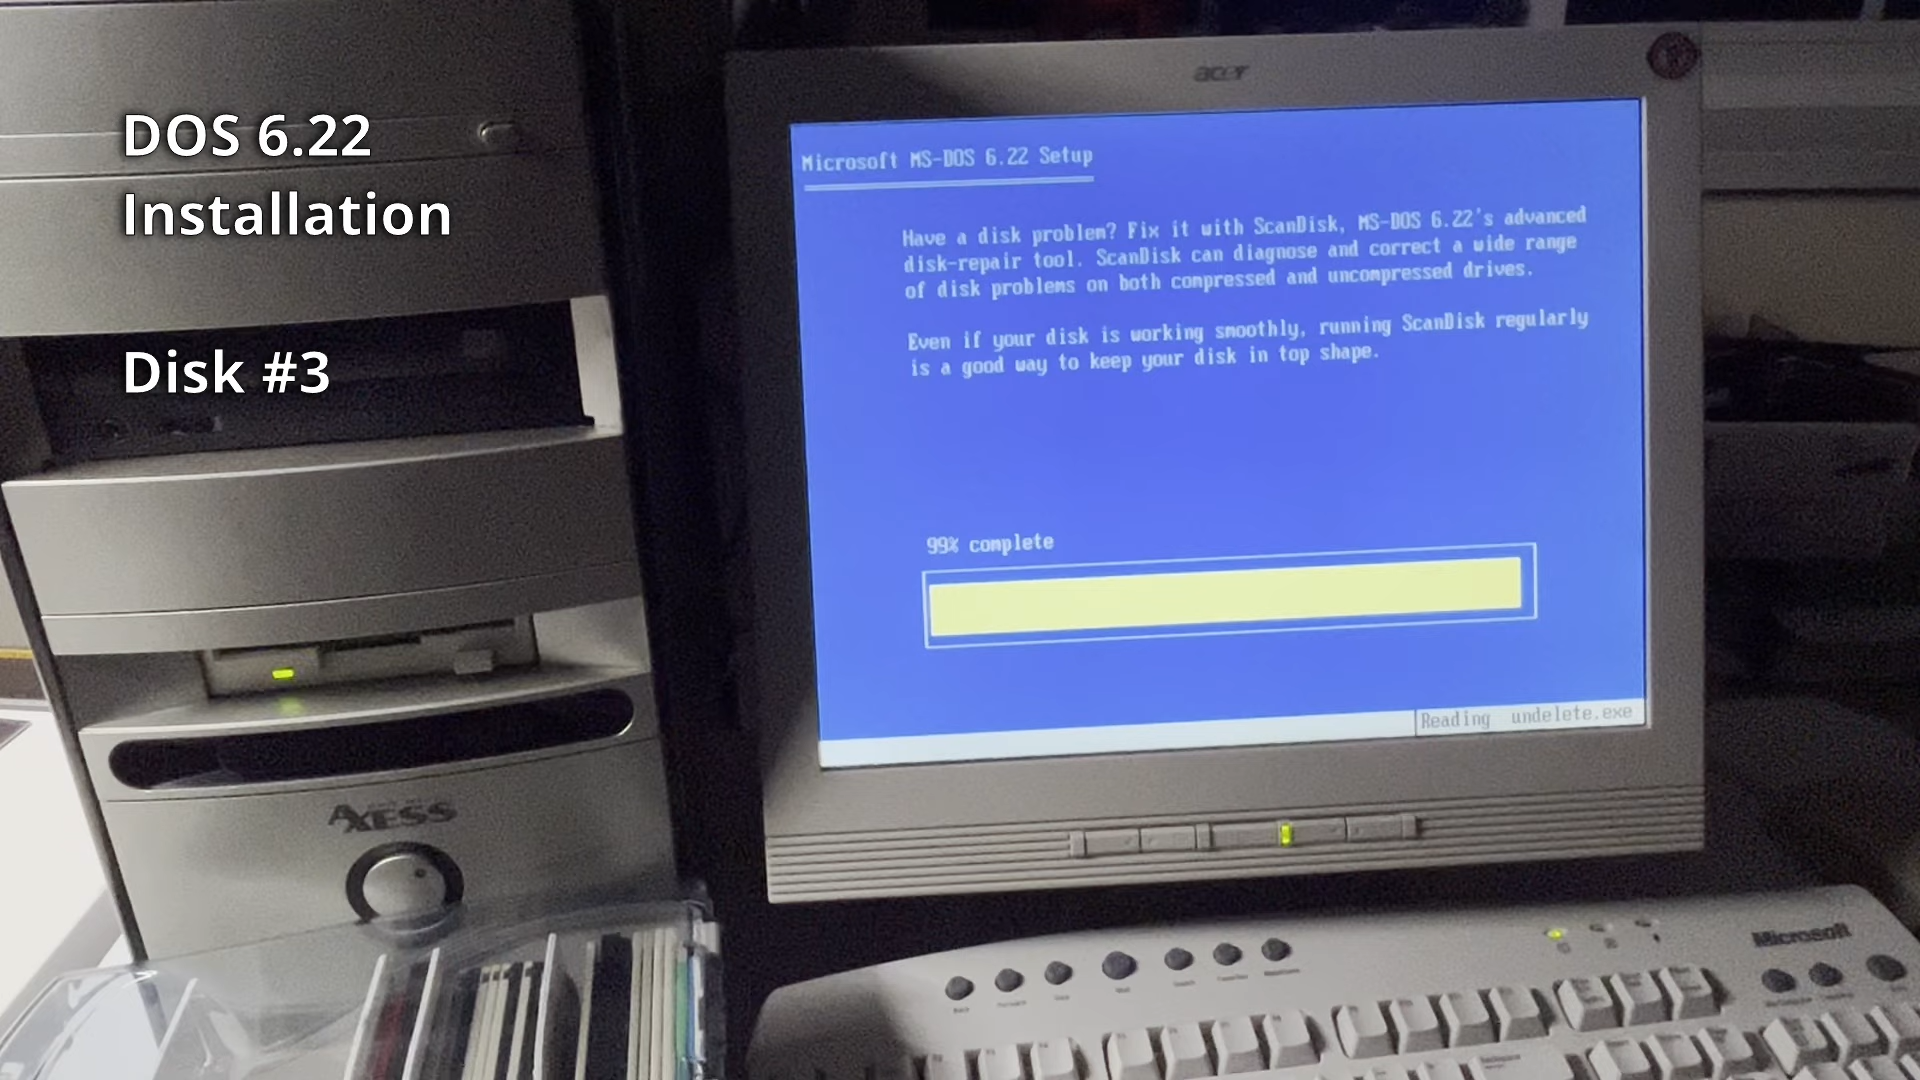 DOS 6.22
Installation
Disk #3
acer
Microsoft MS-DOS 6.22 Setup
Have a disk problem? Fix it with ScanDisk, MS-DOS 6.22's advanced
disk-repair tool. ScanDisk can diagnose and correct a wide range
of disk problems on both compressed and uncompressed drives.
Even if your disk is working smoothly, running ScanDisk regularly
is a good way to keep your disk in top shape.
99% complete
Reading undelete.exe
AXESS
Microsoft